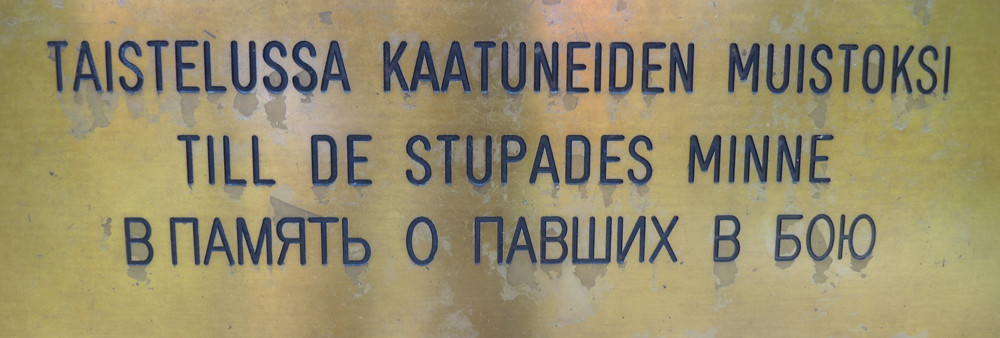 TAISTELUSSA KAATUNEIDEN MUISTOKSI
TILL DE STUPADES MINNE
В ПАМЯТЬ О ПАВШИХ В БОЮ